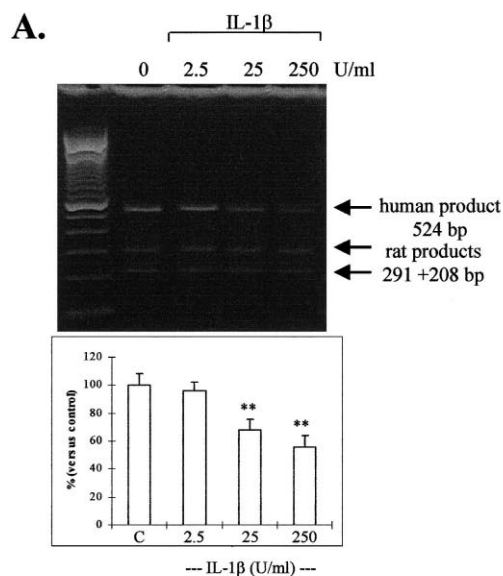 A.
IL-1β
0 2.5 25 250 U/ml
human product
524 bp
rat products
291 +208 bp
120
100
80
60
40
20
0
% (versus control)
** **
C 2.5 25 250
--- IL-1β (U/ml) ---